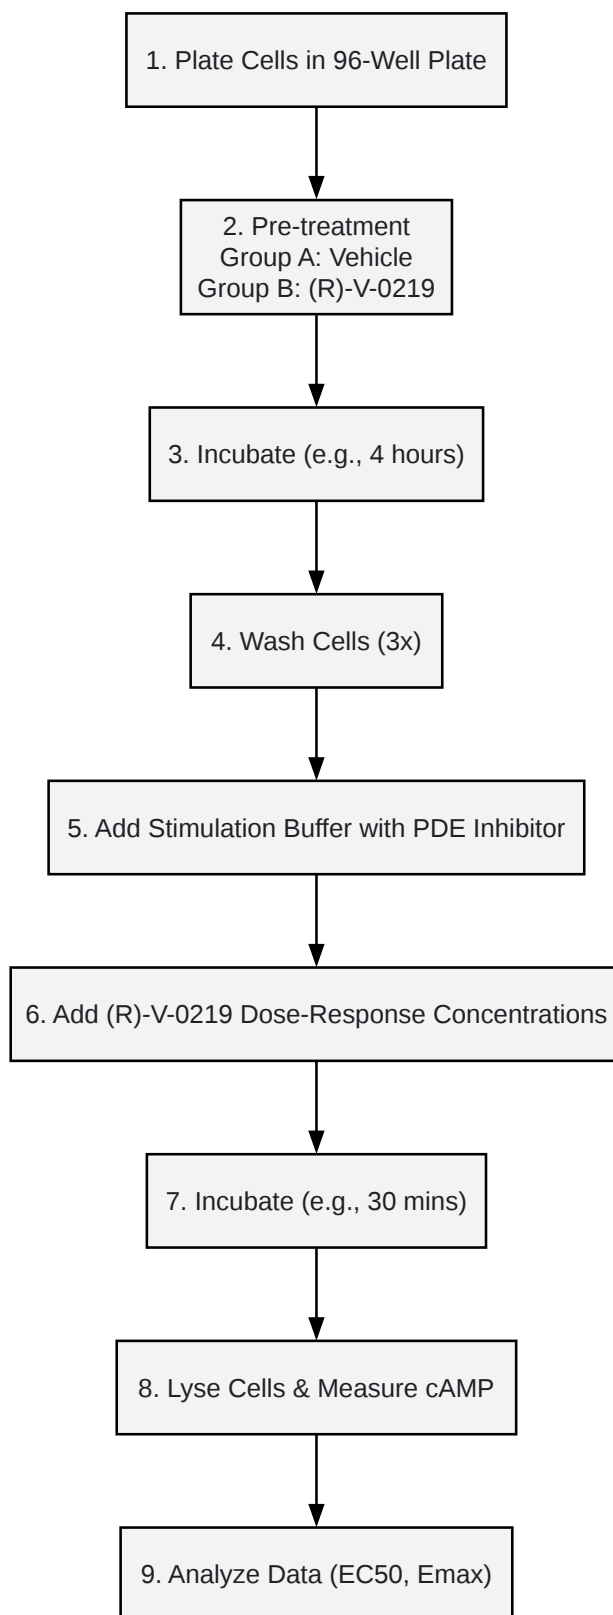 1. Plate Cells in 96-Well Plate
2. Pre-treatment
Group A: Vehicle
Group B: (R)-V-0219
3. Incubate (e.g., 4 hours)
4. Wash Cells (3x)
5. Add Stimulation Buffer with PDE Inhibitor
6. Add (R)-V-0219 Dose-Response Concentrations
7. Incubate (e.g., 30 mins)
8. Lyse Cells & Measure cAMP
9. Analyze Data (EC50, Emax)